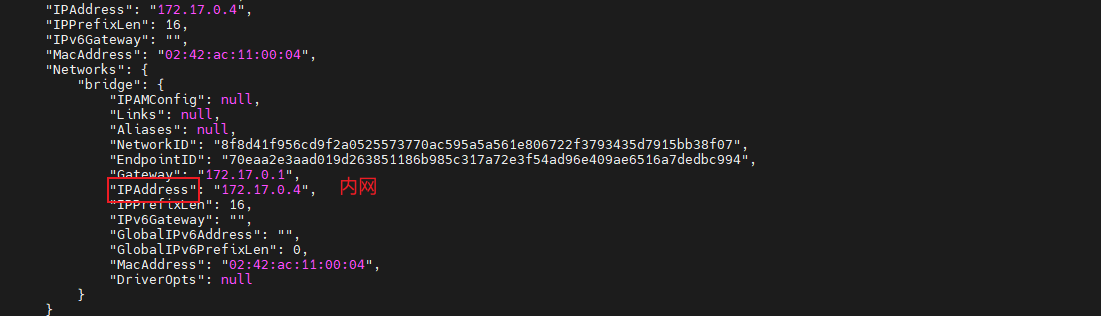 "IPAddress": "172.17.0.4",
"IPPrefixLen": 16,
"IPv6Gateway": "",
"MacAddress": "02:42:ac:11:00:04",
"Networks": {
"bridge": {
"IPAMConfig": null,
"Links": null,
"Aliases": null,
"NetworkID": "8f8d41f956cd9f2a0525573770ac595a5a561e806722f3793435d7915bb38f07",
"EndpointID": "70eaa2e3aad019d263851186b985c317a72e3f54ad96e409ae6516a7dedbc994",
"Gateway": "172.17.0.1",
"IPAddress": "172.17.0.4", 内网
"IPPrefixLen": 16,
"IPv6Gateway": "",
"GlobalIPv6Address": "",
"GlobalIPv6PrefixLen": 0,
"MacAddress": "02:42:ac:11:00:04",
"DriverOpts": null
}
}